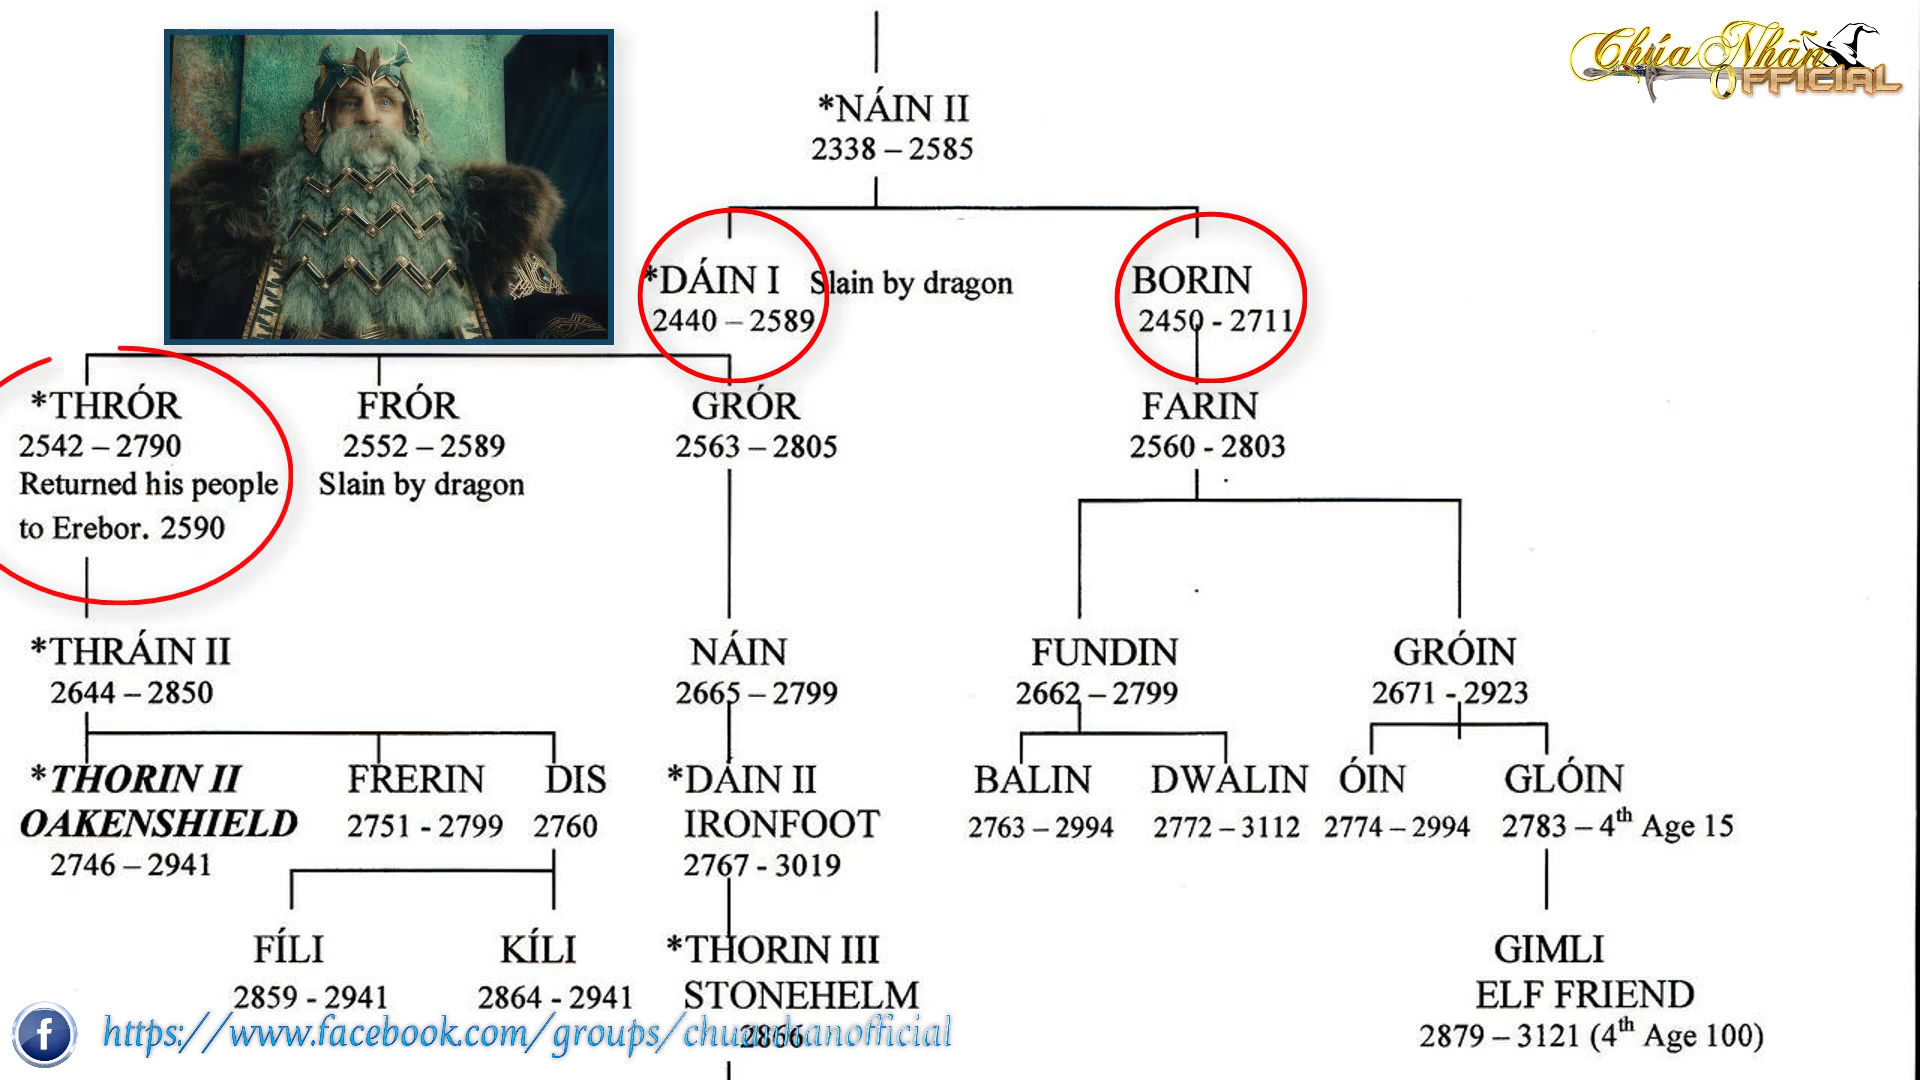 Chúa Nhẫn
OFFICIAL
*NÁIN II
2338 – 2585
*DÁIN I Slain by dragon
2440 – 2589
BORIN
2450 - 2711
*THRÓR
2542 – 2790
Returned his people
to Erebor. 2590
FRÓR
2552 – 2589
Slain by dragon
GRÓR
2563 – 2805
FARIN
2560 - 2803
*THRÁIN II
2644 – 2850
NÁIN
2665 – 2799
FUNDIN
2662 – 2799
GRÓIN
2671 - 2923
*THORIN II
OAKENSHIELD
2746 – 2941
FRERIN
2751 - 2799
DIS
2760
*DÁIN II
IRONFOOT
2767 - 3019
BALIN
2763 – 2994
DWALIN
2772 – 3112
ÓIN
2774 – 2994
GLÓIN
2783 – 4th Age 15
FÍLI
2859 - 2941
KÍLI
2864 - 2941
*THORIN III
STONEHELM
2866
GIMLI
ELF FRIEND
2879 – 3121 (4th Age 100)
f https://www.facebook.com/groups/chuanhanofficial